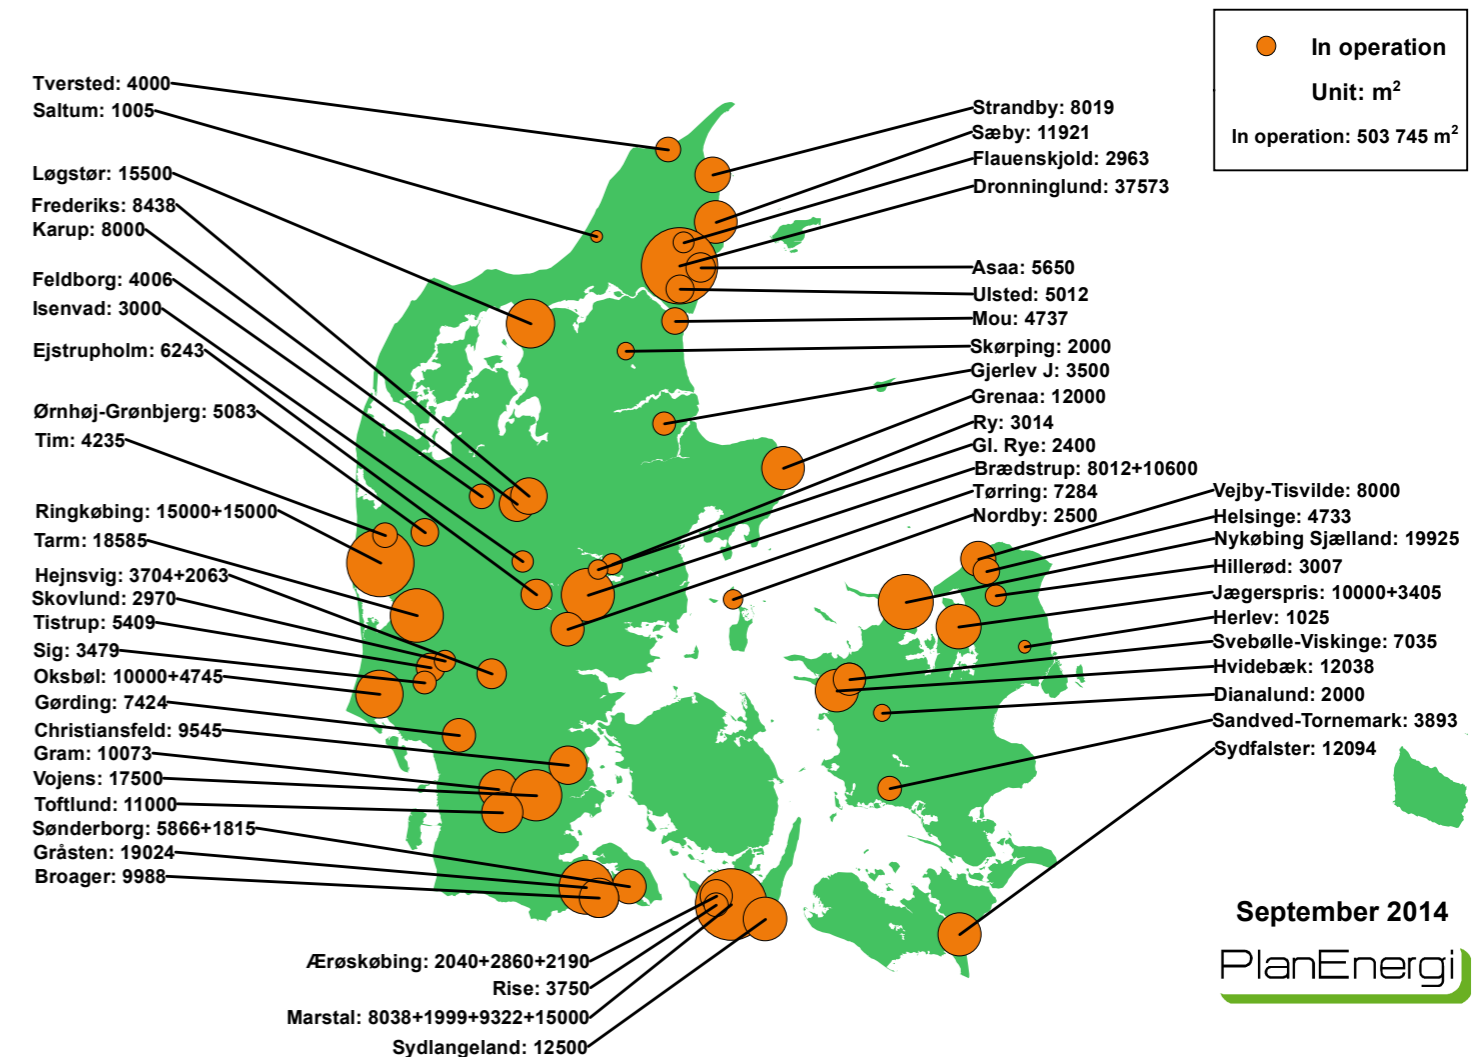 Tversted: 4000
Saltum: 1005
Løgstør: 15500
Frederiks: 8438
Karup: 8000
Feldborg: 4006
Isenvad: 3000
Ejstrupholm: 6243
Ørnhøj-Grønbjerg: 5083
Tim: 4235
Ringkøbing: 15000+15000
Tarm: 18585
Hejnsvig: 3704+2063
Skovlund: 2970
Tistrup: 5409
Sig: 3479
Oksbøl: 10000+4745
Gørding: 7424
Christiansfeld: 9545
Gram: 10073
Vojens: 17500
Toftlund: 11000
Sønderborg: 5866+1815
Gråsten: 19024
Broager: 9988
Ærøskøbing: 2040+2860+2190
Rise: 3750
Marstal: 8038+1999+9322+15000
Sydlangeland: 12500
Strandby: 8019
Sæby: 11921
Flauenskjold: 2963
Dronninglund: 37573
Asaa: 5650
Ulsted: 5012
Mou: 4737
Skørping: 2000
Gjerlev J: 3500
Grenaa: 12000
Ry: 3014
Gl. Rye: 2400
Brædstrup: 8012+10600
Tørring: 7284
Nordby: 2500
Vejby-Tisvilde: 8000
Helsinge: 4733
Nykøbing Sjælland: 19925
Hillerød: 3007
Jægerspris: 10000+3405
Herlev: 1025
Svebølle-Viskinge: 7035
Hvidebæk: 12038
Dianalund: 2000
Sandved-Tornemark: 3893
Sydfalster: 12094
In operation
Unit: m²
In operation: 503 745 m²
September 2014
PlanEnergi